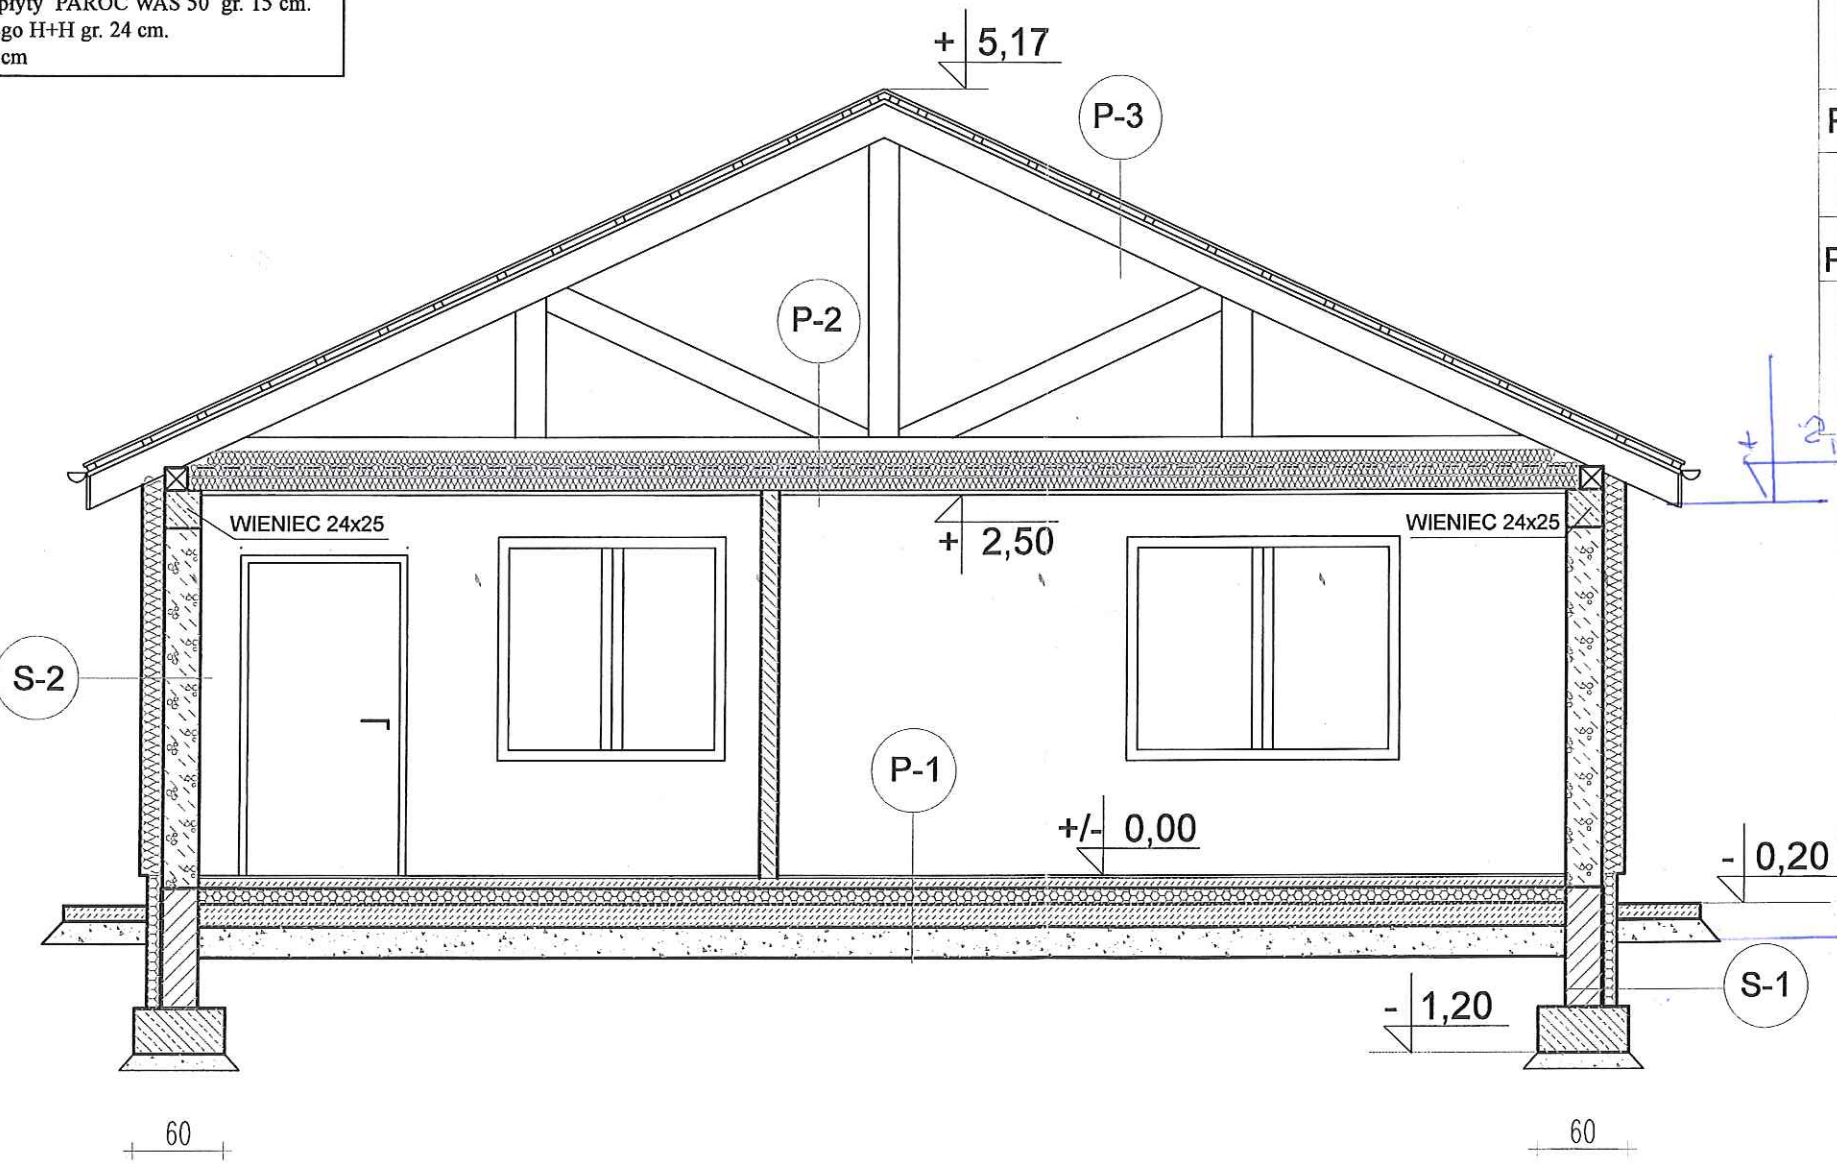 płyty PAROC WAS 50 gr. 15 cm.
go H+H gr. 24 cm.
cm
+ 5,17
P-3
P-2
WIENIEC 24x25
WIENIEC 24x25
+ 2,50
S-2
P-1
+/- 0,00
- 0,20
S-1
- 1,20
60
60
+